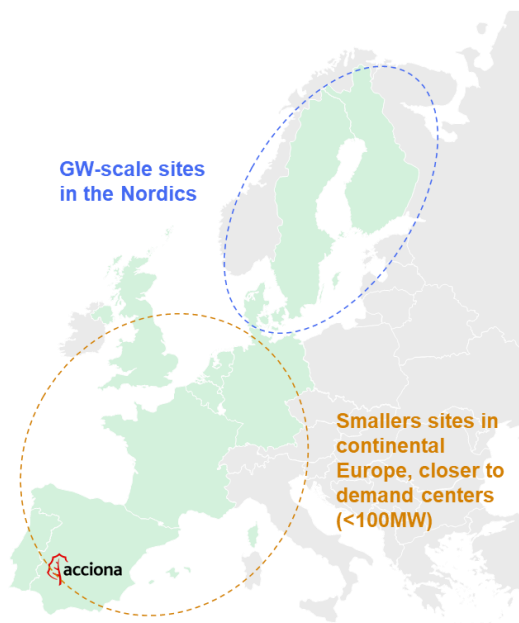 GW-scale sites
in the Nordics
Smallers sites in
continental
Europe, closer to
demand centers
(<100MW)
acciona